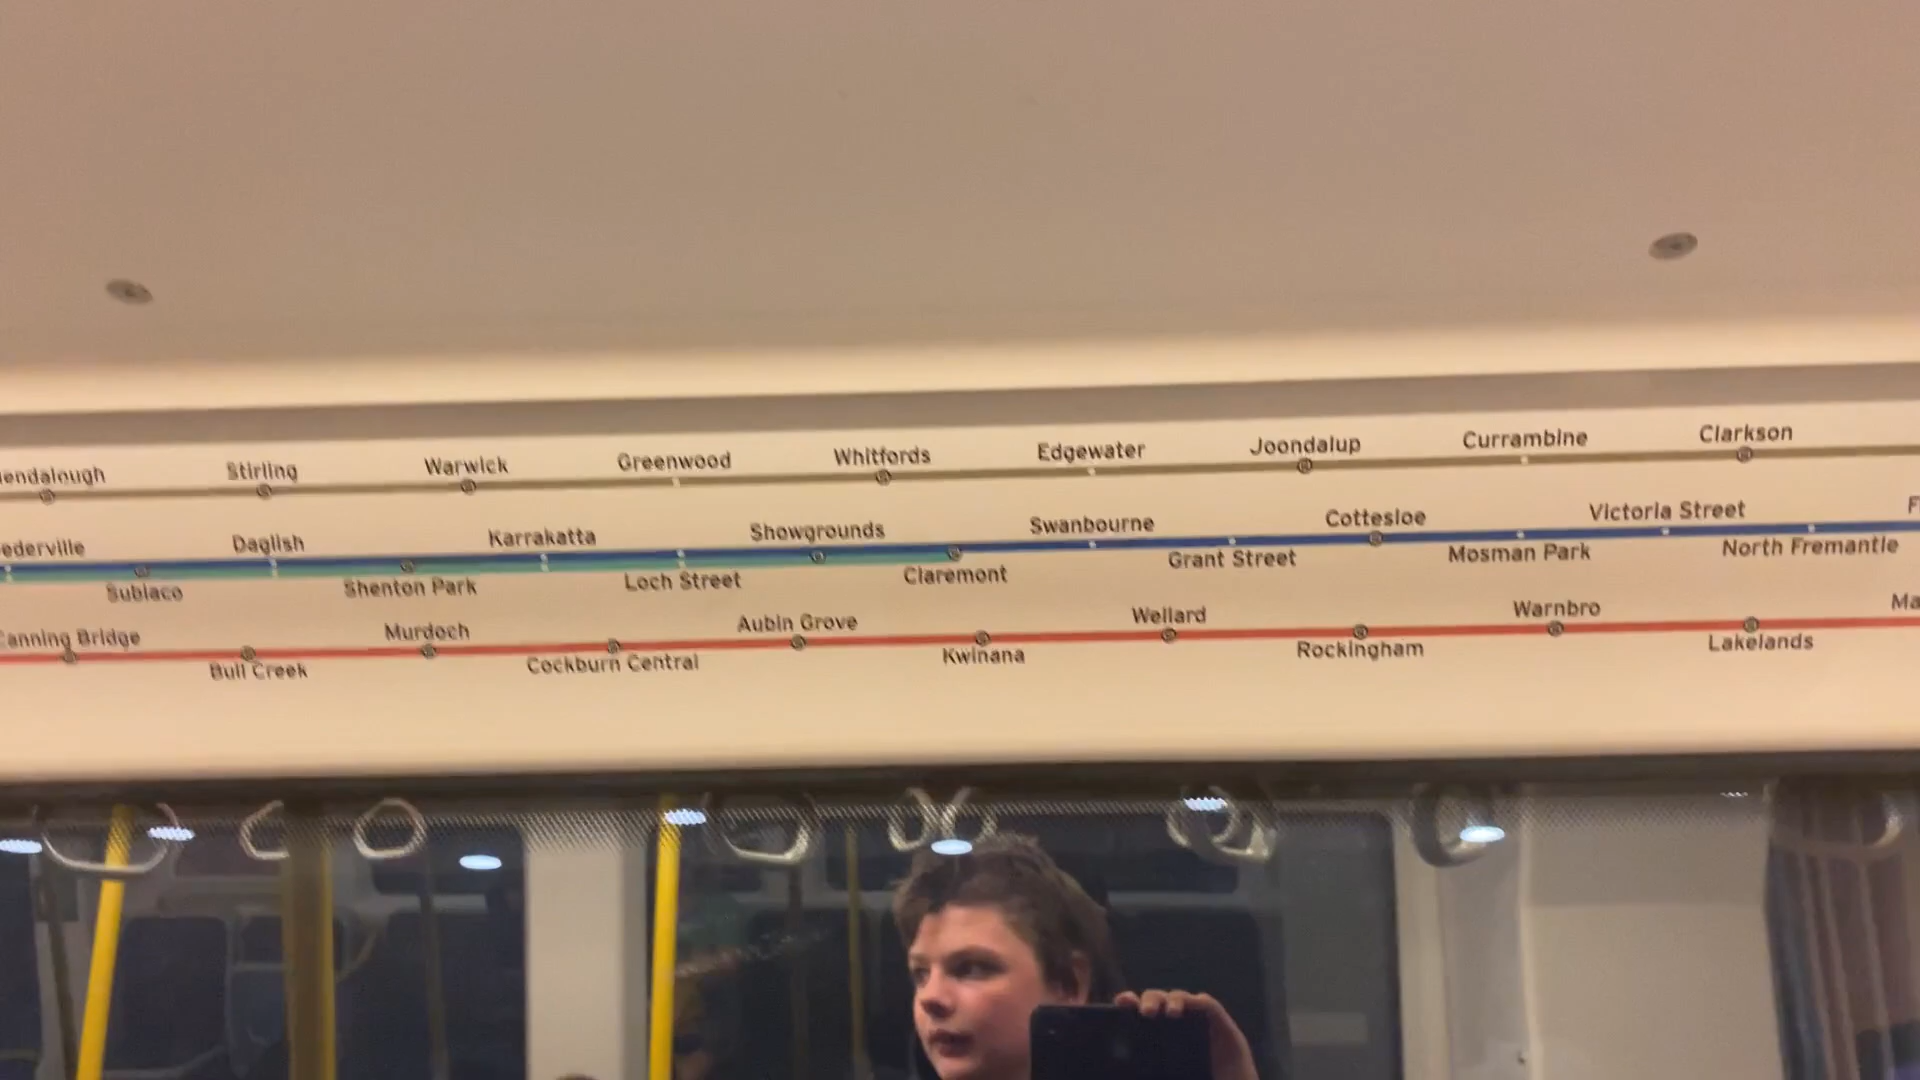 endalough Stirling Warwick Greenwood Whitfords Edgewater Joondalup Currambine Clarkson
ederville Daglish Karrakatta Showgrounds Swanbourne Cottesloe Victoria Street F
Subiaco Shenton Park Loch Street Claremont Grant Street Mosman Park North Fremantle
Canning Bridge Murdoch Aubin Grove Wellard Warnbro Ma
Bull Creek Cockburn Central Kwinana Rockingham Lakelands